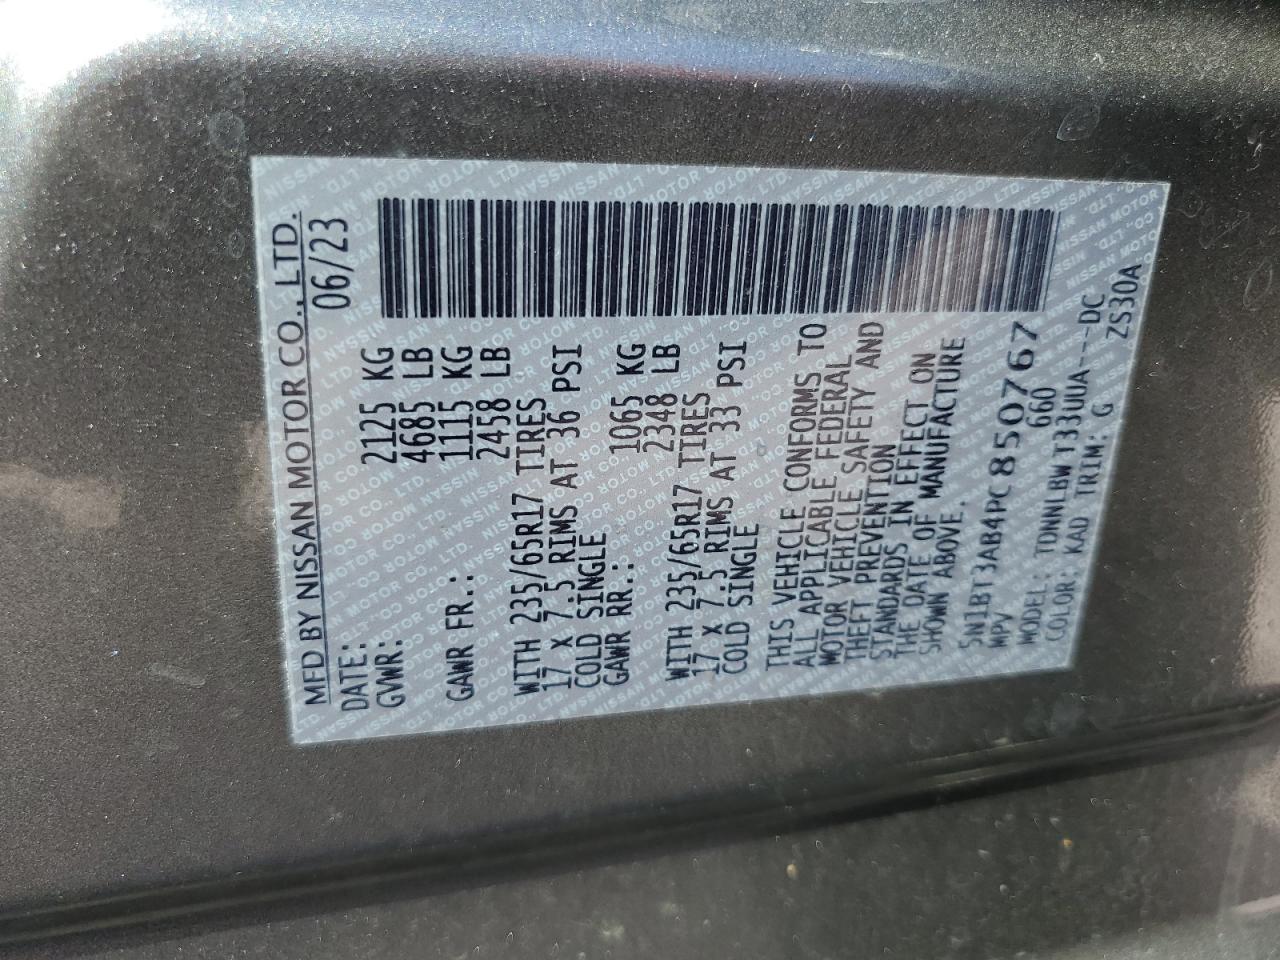 MFD BY NISSAN MOTOR CO., LTD.
DATE: 06/23
GVWR: 2125 KG
4685 LB
GAWR FR.: 1115 KG
2458 LB
WITH 235/65R17 TIRES
17 X 7.5 RIMS AT 36 PSI
COLD SINGLE
GAWR RR.: 1065 KG
2348 LB
WITH 235/65R17 TIRES
17 X 7.5 RIMS AT 33 PSI
COLD SINGLE
THIS VEHICLE CONFORMS TO
ALL APPLICABLE FEDERAL
MOTOR VEHICLE SAFETY AND
THEFT PREVENTION
STANDARDS IN EFFECT ON
THE DATE OF MANUFACTURE
SHOWN ABOVE.
5N1BT3AB4PC850767
MPV 660
MODEL: TDNNLBW T33UUA---DC
COLOR: KAD TRIM: G ZS30A